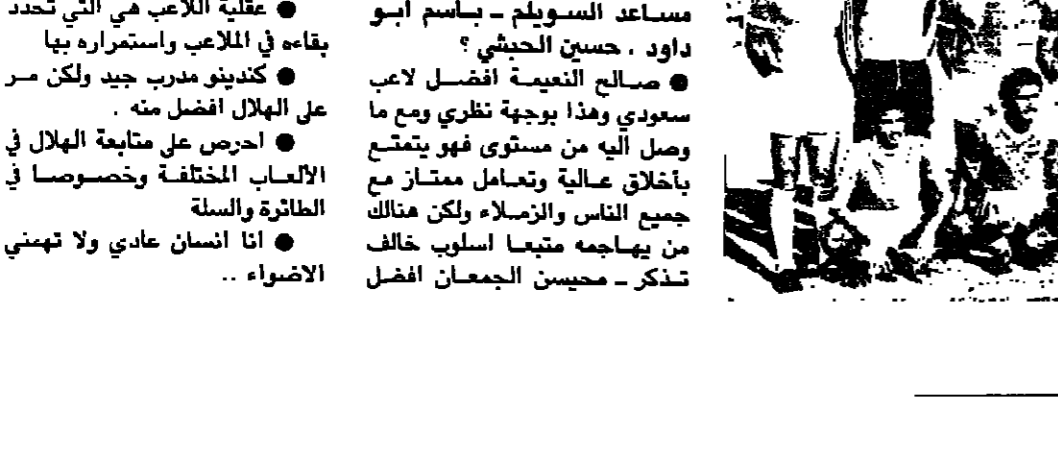 مساعد السويلم ـ باسم ابو
داود ، حسين الحبشي ؟
● صالح النعيمة افضل لاعب
سعودي وهذا بوجهة نظري ومع ما
وصل اليه من مستوى فهو يتمتع
بأخلاق عالية وتعامل ممتاز مع
جميع الناس والزملاء ولكن هنالك
من يهاجمه متبعا اسلوب خالف
تذكر ـ محيسن الجمعان افضل
● عقلية اللاعب هي التي تحدد
بقاءه في الملاعب واستمراره بها
● كندينو مدرب جيد ولكن مر
على الهلال افضل منه .
● احرص على متابعة الهلال في
الألعاب المختلفة وخصوصا في
الطائرة والسلة
● انا انسان عادي ولا تهمني
الاضواء ..